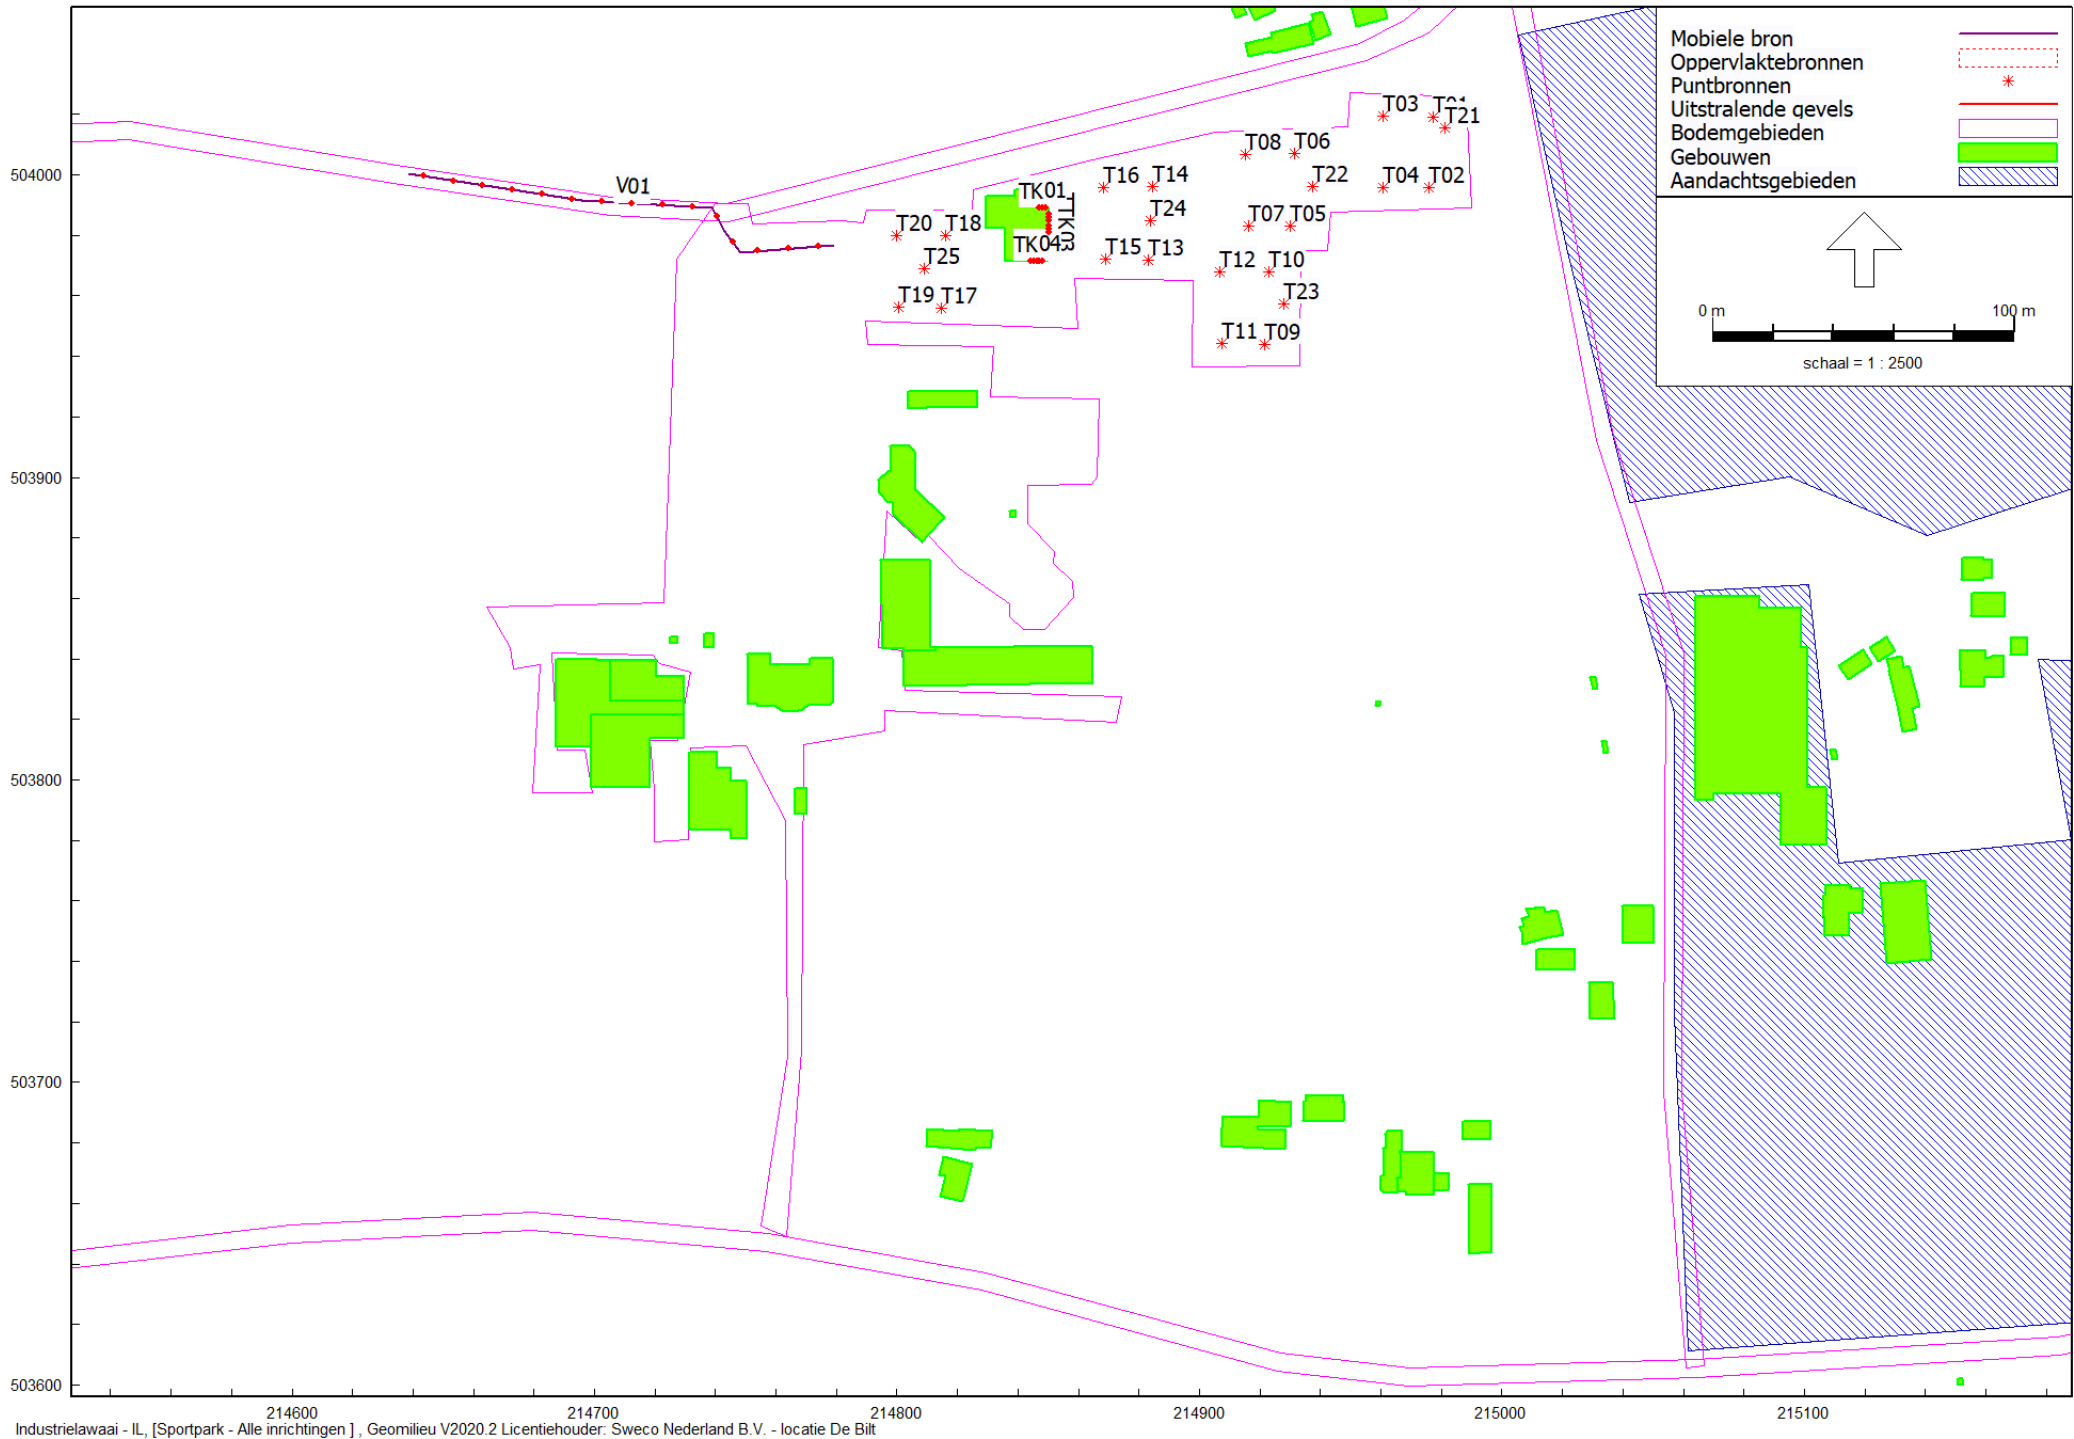 Mobiele bron
Oppervlaktebronnen
Puntbronnen
Uitstralende gevels
Bodemgebieden
Gebouwen
Aandachtsgebieden
0 m 100 m
schaal = 1 : 2500
T03 T01
T21
T08 T06
T16 T14 T22 T04 T02
504000
V01
TK01
T24
T20 T18 T07 T05
TK03
TK04
T25 T15 T13 T12 T10
T19 T17 T23
T11 T09
503900
503800
503700
503600
214600 214700 214800 214900 215000 215100
Industrielawaai - IL, [Sportpark - Alle inrichtingen ] , Geomilieu V2020.2 Licentiehouder: Sweco Nederland B.V. - locatie De Bilt